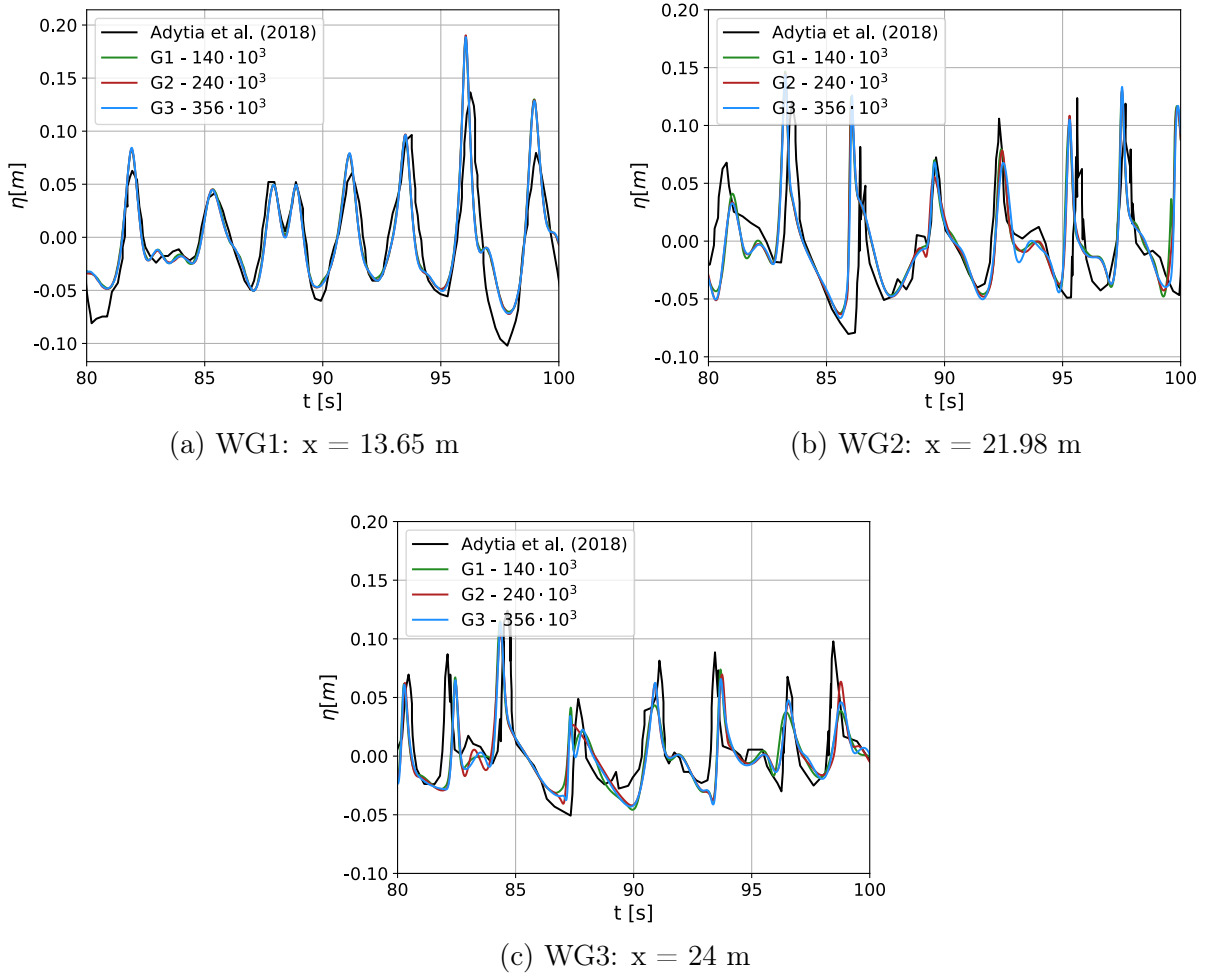 0.20
0.15
0.10
0.05
0.00
-0.05
-0.10
η[m]
Adytia et al. (2018)
G1 - 140 · 10³
G2 - 240 · 10³
G3 - 356 · 10³
80 85 90 95 100
t [s]
(a) WG1: x = 13.65 m
0.20
0.15
0.10
0.05
0.00
-0.05
-0.10
η[m]
Adytia et al. (2018)
G1 - 140 · 10³
G2 - 240 · 10³
G3 - 356 · 10³
80 85 90 95 100
t [s]
(b) WG2: x = 21.98 m
0.20
0.15
0.10
0.05
0.00
-0.05
-0.10
η[m]
Adytia et al. (2018)
G1 - 140 · 10³
G2 - 240 · 10³
G3 - 356 · 10³
80 85 90 95 100
t [s]
(c) WG3: x = 24 m